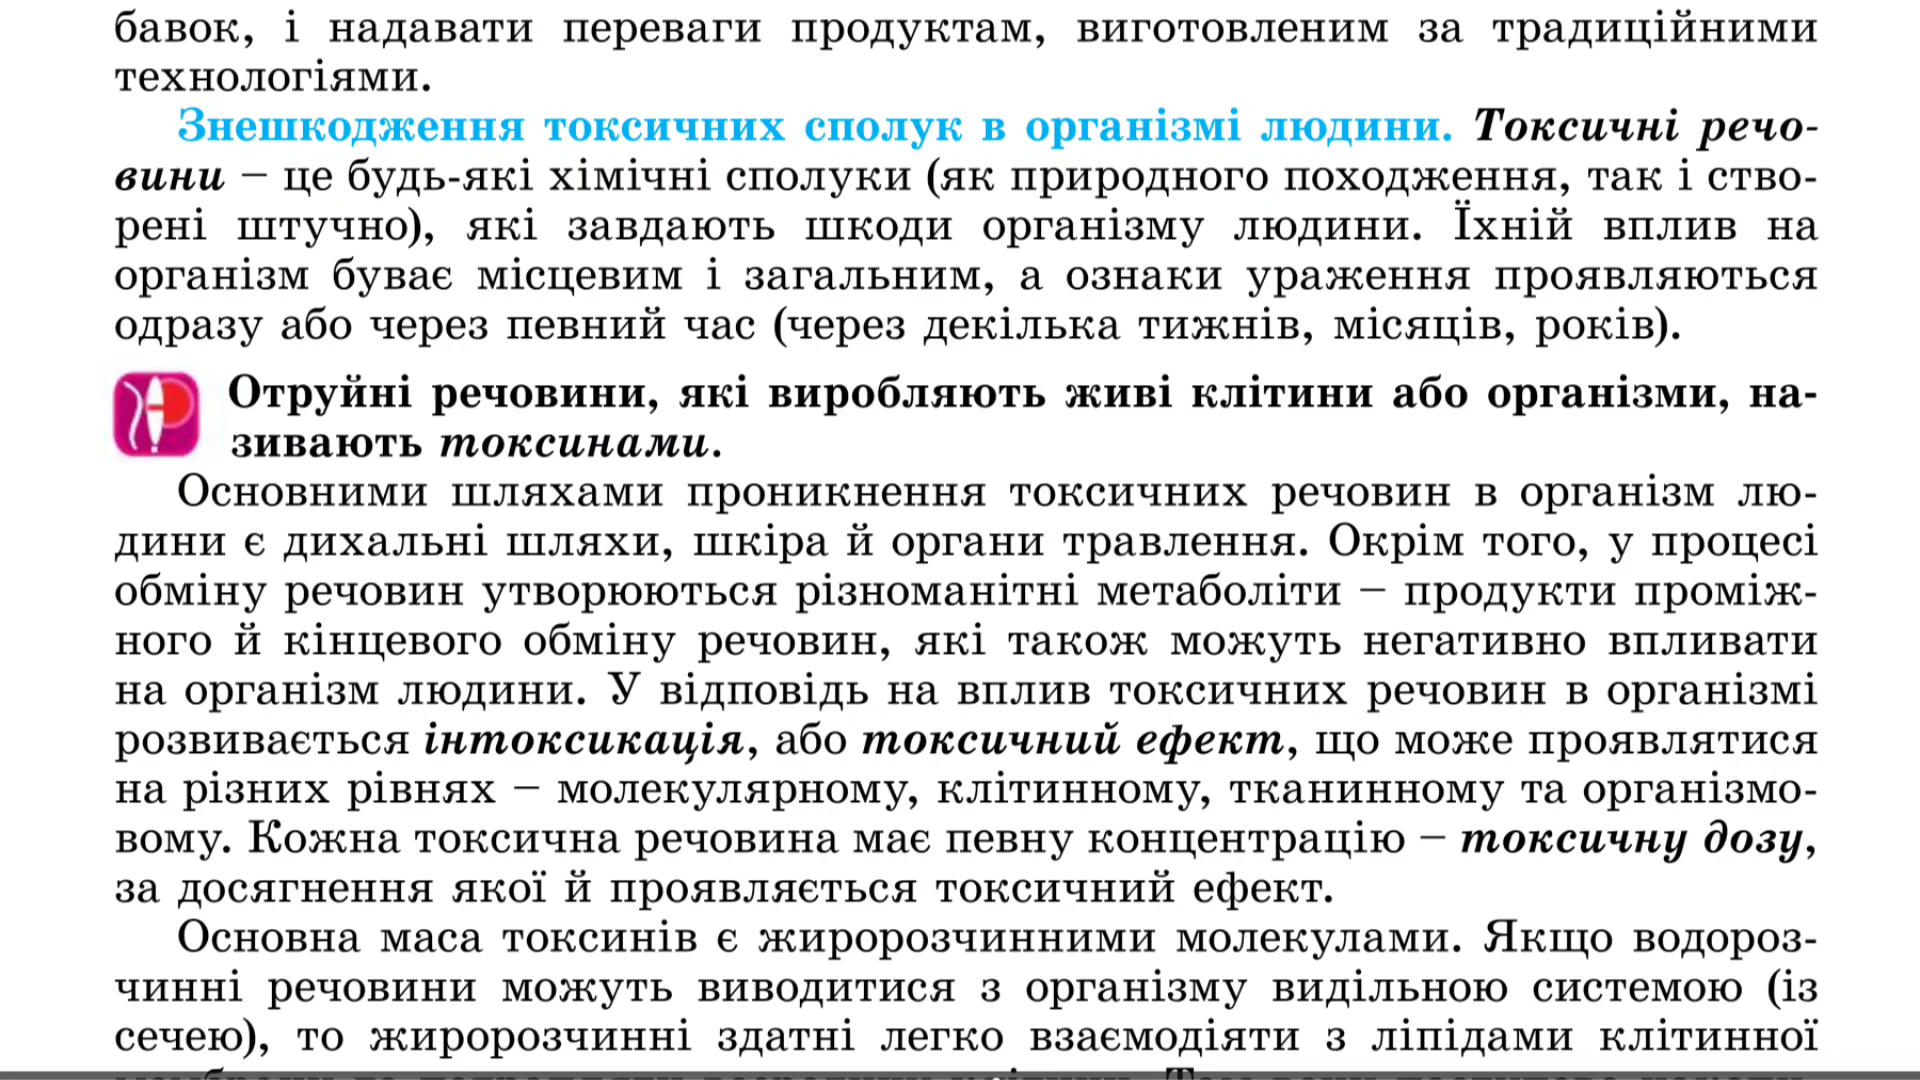 бавок, і надавати переваги продуктам, виготовленим за традиційними
технологіями.
Знешкодження токсичних сполук в організмі людини. Токсичні речо-
вини – це будь-які хімічні сполуки (як природного походження, так і ство-
рені штучно), які завдають шкоди організму людини. Їхній вплив на
організм буває місцевим і загальним, а ознаки ураження проявляються
одразу або через певний час (через декілька тижнів, місяців, років).
Отруйні речовини, які виробляють живі клітини або організми, на-
зивають токсинами.
Основними шляхами проникнення токсичних речовин в організм лю-
дини є дихальні шляхи, шкіра й органи травлення. Окрім того, у процесі
обміну речовин утворюються різноманітні метаболіти – продукти проміж-
ного й кінцевого обміну речовин, які також можуть негативно впливати
на організм людини. У відповідь на вплив токсичних речовин в організмі
розвивається інтоксикація, або токсичний ефект, що може проявлятися
на різних рівнях – молекулярному, клітинному, тканинному та організмо-
вому. Кожна токсична речовина має певну концентрацію – токсичну дозу,
за досягнення якої й проявляється токсичний ефект.
Основна маса токсинів є жиророзчинними молекулами. Якщо водороз-
чинні речовини можуть виводитися з організму видільною системою (із
сечею), то жиророзчинні здатні легко взаємодіяти з ліпідами клітинної